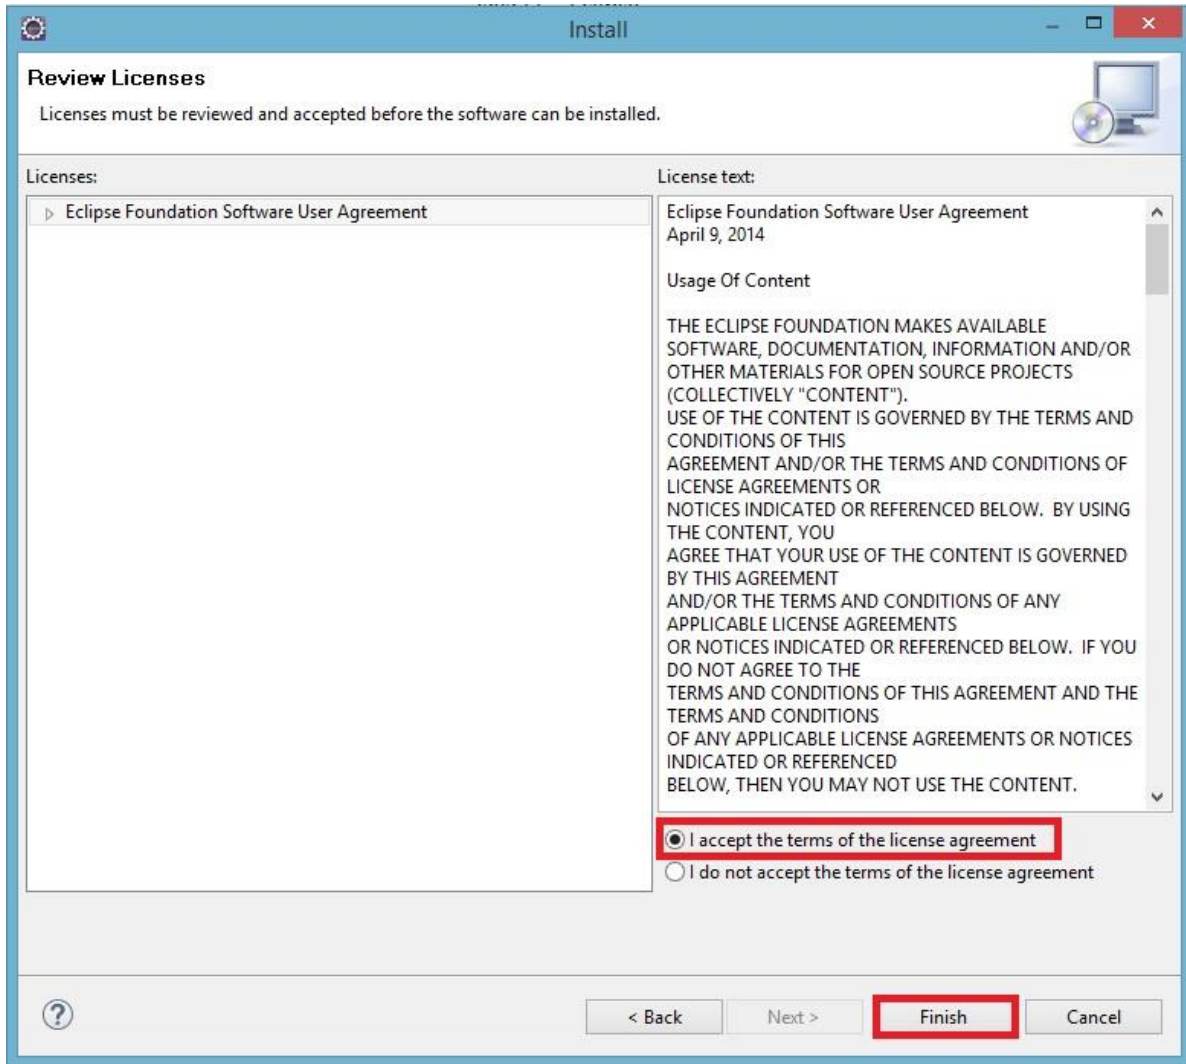 Install
Review Licenses
Licenses must be reviewed and accepted before the software can be installed.
Licenses:
Eclipse Foundation Software User Agreement
License text:
Eclipse Foundation Software User Agreement
April 9, 2014
Usage Of Content
THE ECLIPSE FOUNDATION MAKES AVAILABLE
SOFTWARE, DOCUMENTATION, INFORMATION AND/OR
OTHER MATERIALS FOR OPEN SOURCE PROJECTS
(COLLECTIVELY "CONTENT").
USE OF THE CONTENT IS GOVERNED BY THE TERMS AND
CONDITIONS OF THIS
AGREEMENT AND/OR THE TERMS AND CONDITIONS OF
LICENSE AGREEMENTS OR
NOTICES INDICATED OR REFERENCED BELOW.  BY USING
THE CONTENT, YOU
AGREE THAT YOUR USE OF THE CONTENT IS GOVERNED
BY THIS AGREEMENT
AND/OR THE TERMS AND CONDITIONS OF ANY
APPLICABLE LICENSE AGREEMENTS
OR NOTICES INDICATED OR REFERENCED BELOW.  IF YOU
DO NOT AGREE TO THE
TERMS AND CONDITIONS OF THIS AGREEMENT AND THE
TERMS AND CONDITIONS
OF ANY APPLICABLE LICENSE AGREEMENTS OR NOTICES
INDICATED OR REFERENCED
BELOW, THEN YOU MAY NOT USE THE CONTENT.
I accept the terms of the license agreement
I do not accept the terms of the license agreement
?
< Back
Next >
Finish
Cancel